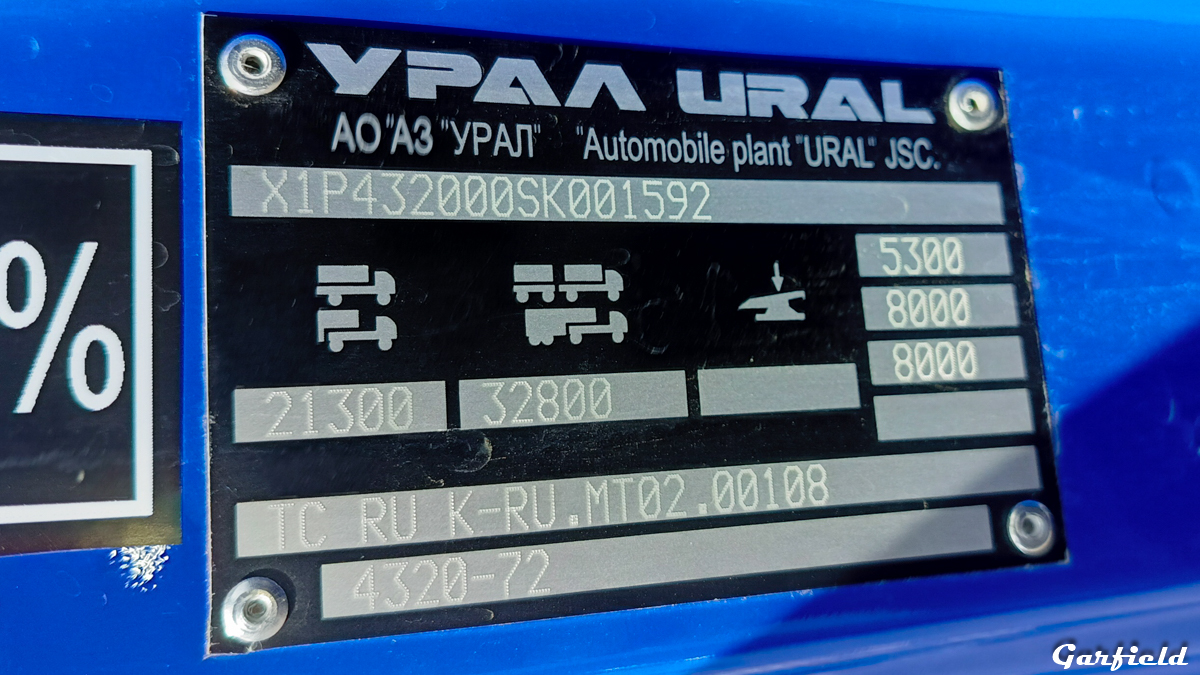 %
УРАЛ URAL
АО "АЗ "УРАЛ" "Automobile plant "URAL" JSC.
X1P432000SK001592
5300
8000
8000
21300 32800
TC RU K-RU.MT02.00108
4320-72
Garfield